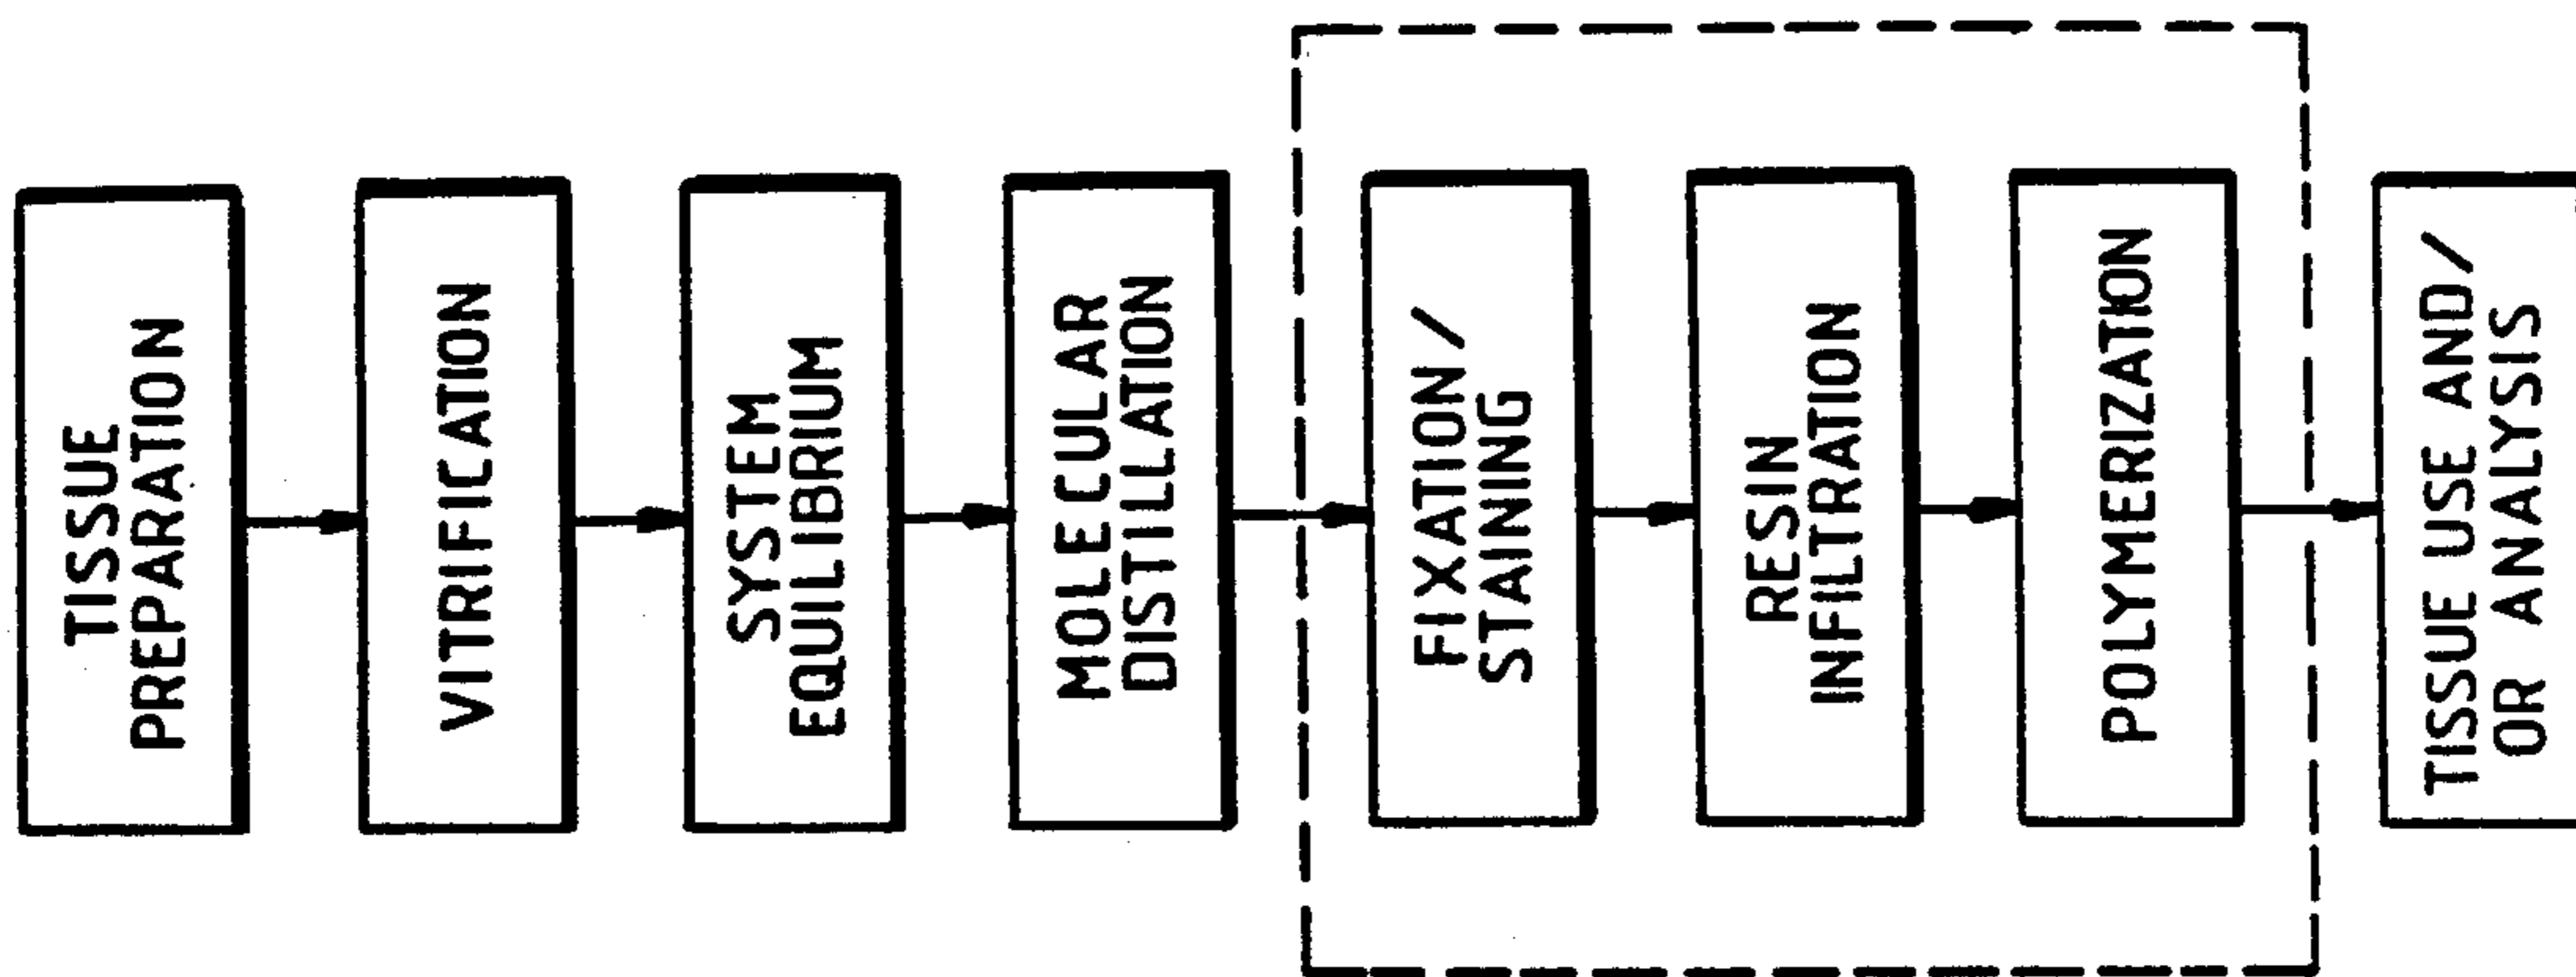 TISSUE
PREPARATION
VITRIFICATION
SYSTEM
EQUILIBRIUM
MOLECULAR
DISTILLATION
FIXATION/
STAINING
RESIN
INFILTRATION
POLYMERIZATION
TISSUE USE AND/
OR ANALYSIS